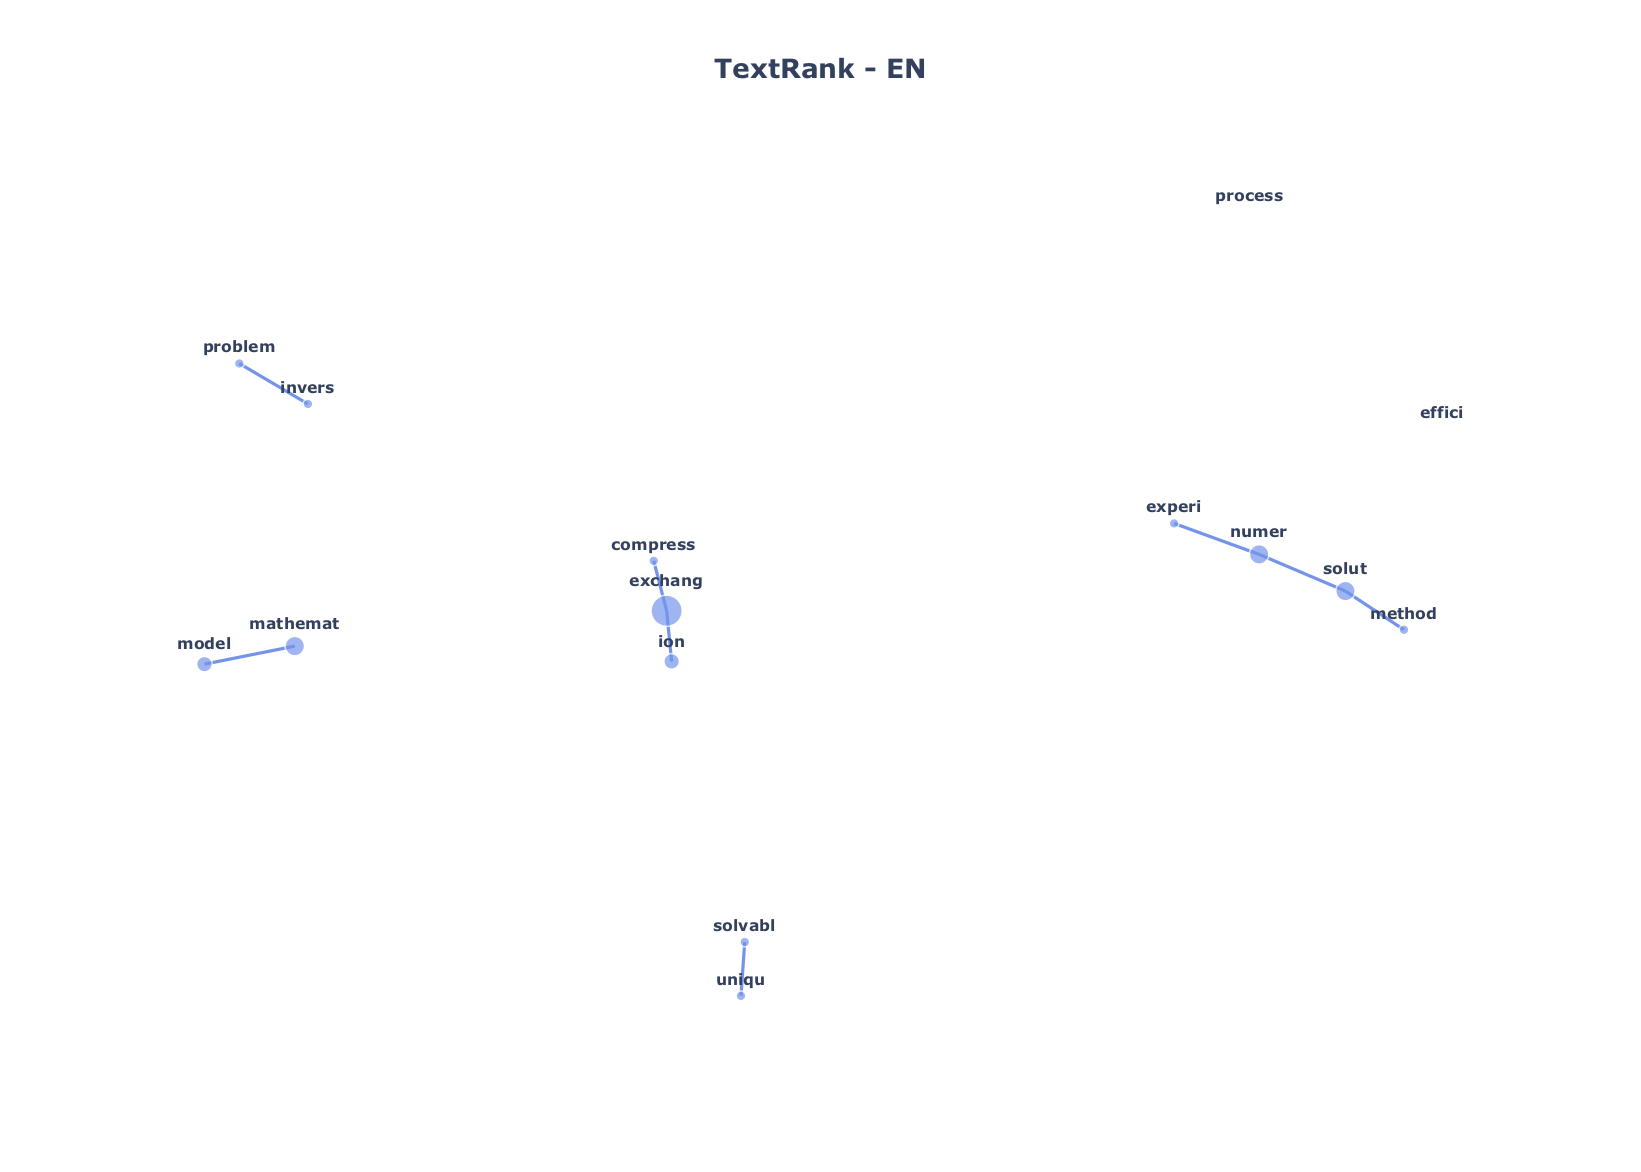 TextRank - EN
process
problem
invers
effici
experi
numer
compress
solut
exchang
method
mathemat
ion
model
solvabl
uniqu